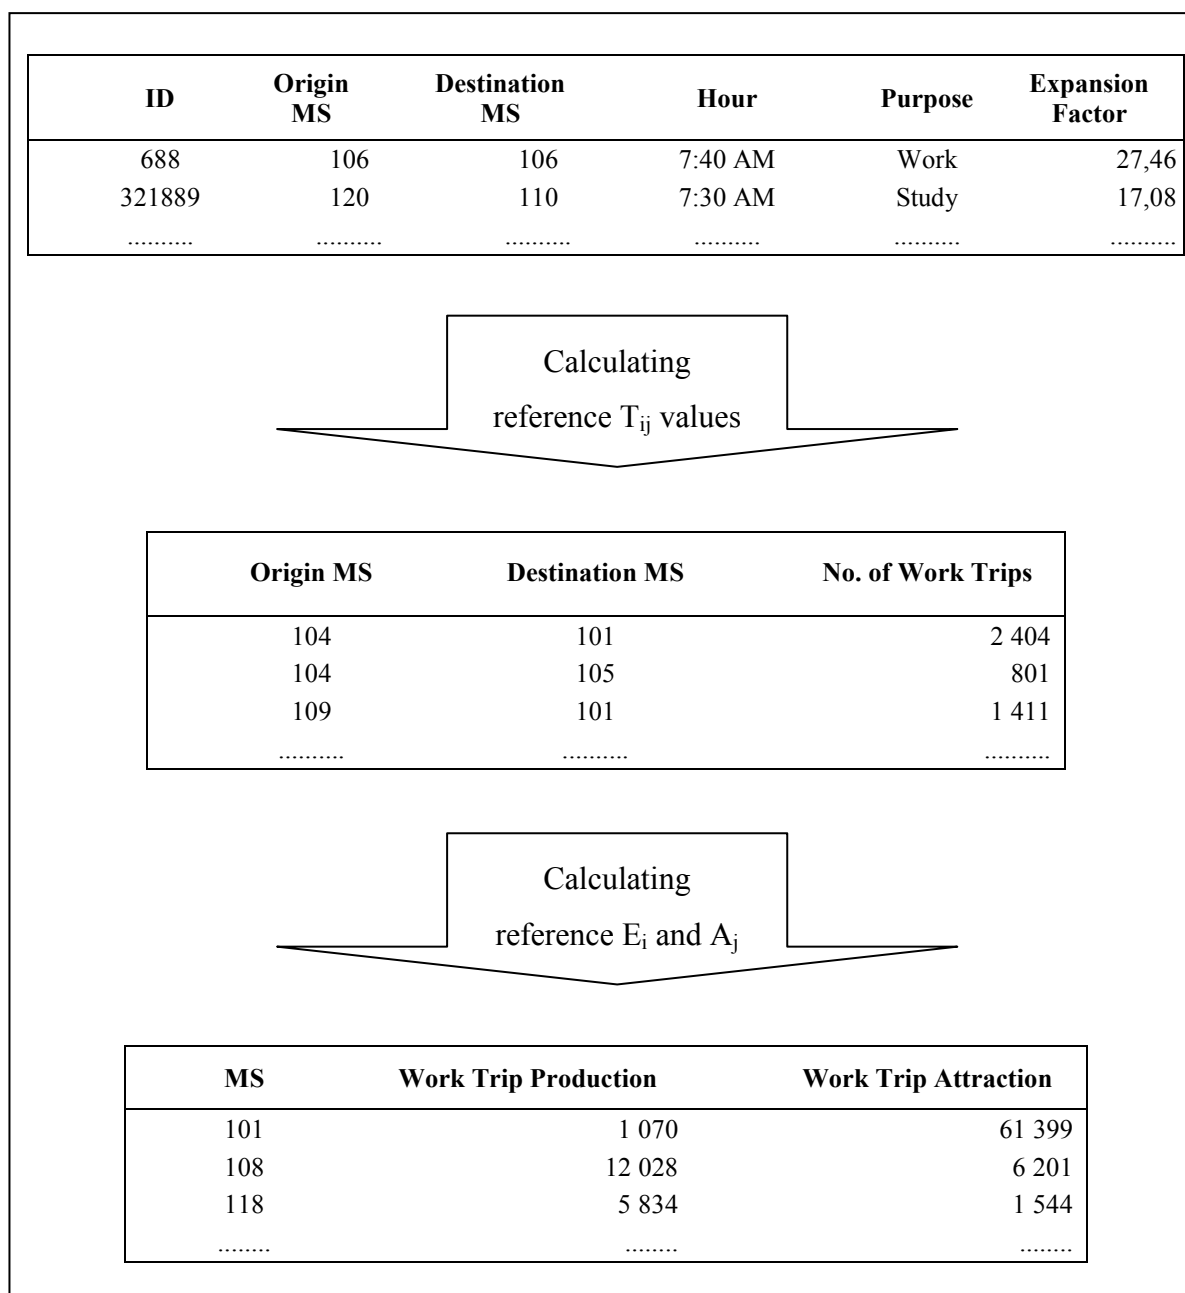 ID Origin MS Destination MS Hour Purpose Expansion Factor
688 106 106 7:40 AM Work 27,46
321889 120 110 7:30 AM Study 17,08
.......... .......... .......... .......... .......... ..........
Calculating
reference Tij values
Origin MS Destination MS No. of Work Trips
104 101 2 404
104 105 801
109 101 1 411
.......... .......... ..........
Calculating
reference Ei and Aj
MS Work Trip Production Work Trip Attraction
101 1 070 61 399
108 12 028 6 201
118 5 834 1 544
........ ........ ........